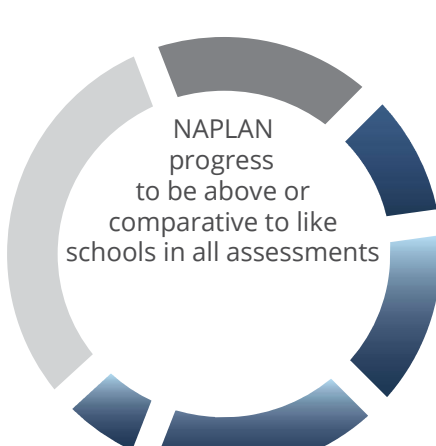 NAPLAN
progress
to be above or
comparative to like
schools in all assessments